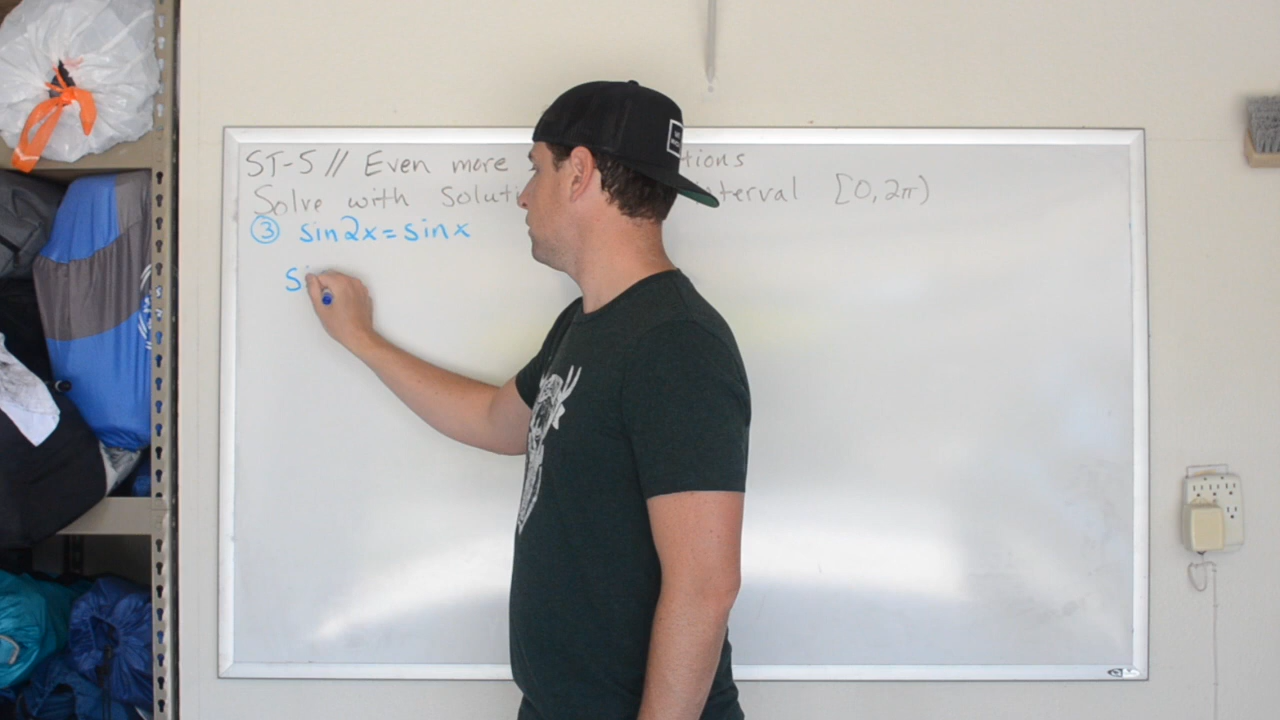 ST-5 // Even more tions
Solve with Soluti terval [0, 2π)
③ sin2x = sinx
s